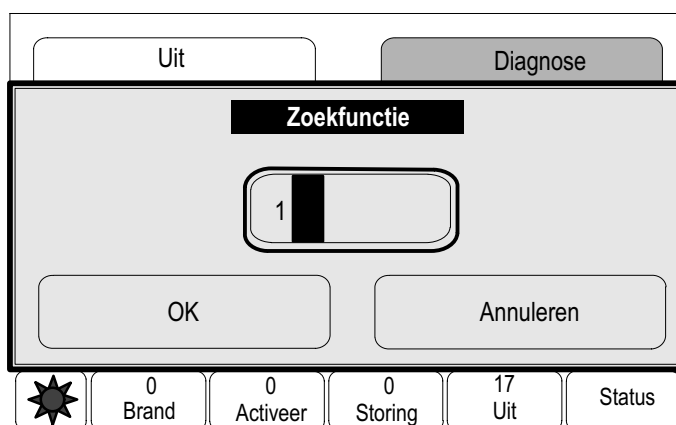 Uit
Diagnose
Zoekfunctie
1
OK
Annuleren
0
Brand
0
Activeer
0
Storing
17
Uit
Status